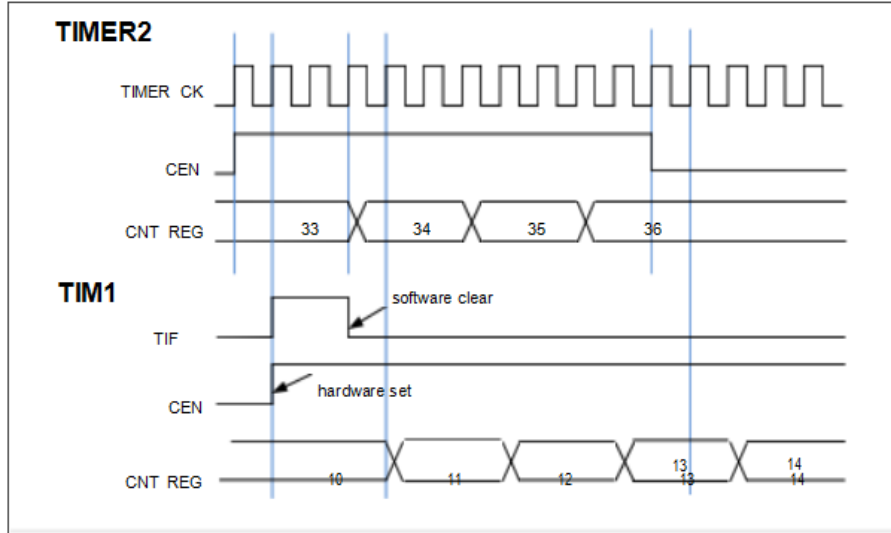 TIMER2
TIMER CK
CEN
CNT REG 33 34 35 36
TIM1
software clear
TIF
hardware set
CEN
13 14
CNT REG 10 11 12 13 14